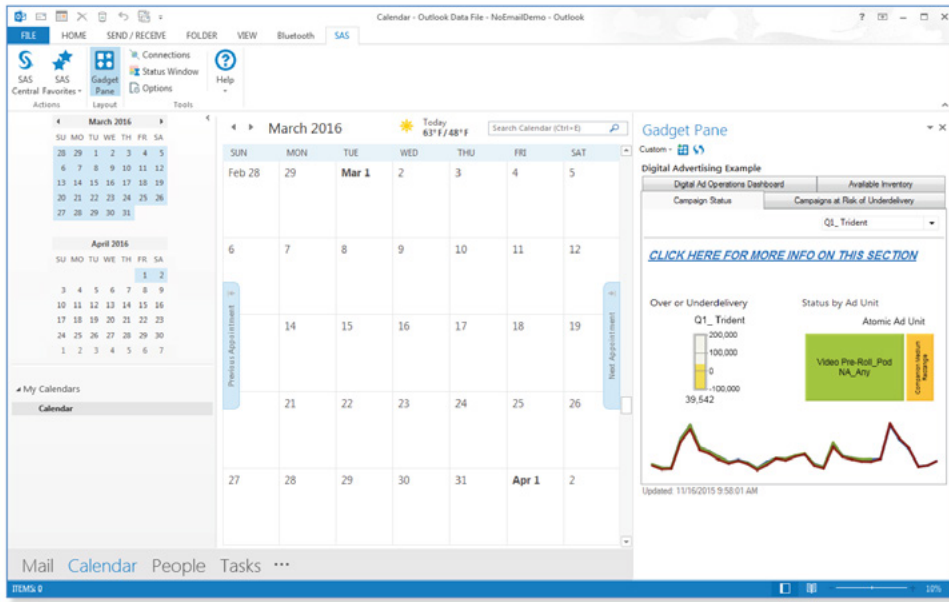 Calendar - Outlook Data File - NoEmailDemo - Outlook
FILE HOME SEND / RECEIVE FOLDER VIEW Bluetooth SAS
SAS Central
SAS Favorites
Gadget Pane
Connections
Status Window
Options
Help
Actions Layout Tools
March 2016
SU MO TU WE TH FR SA
28 29 1 2 3 4 5
6 7 8 9 10 11 12
13 14 15 16 17 18 19
20 21 22 23 24 25 26
27 28 29 30 31
April 2016
SU MO TU WE TH FR SA
1 2
3 4 5 6 7 8 9
10 11 12 13 14 15 16
17 18 19 20 21 22 23
24 25 26 27 28 29 30
1 2 3 4 5 6 7
My Calendars
Calendar
March 2016
Today
63°F/48°F
Search Calendar (Ctrl+E)
SUN MON TUE WED THU FRI SAT
Feb 28 29 Mar 1 2 3 4 5
6 7 8 9 10 11 12
14 15 16 17 18 19
21 22 23 24 25 26
27 28 29 30 31 Apr 1 2
Previous Appointment
Next Appointment
Gadget Pane
Custom
Digital Advertising Example
Digital Ad Operations Dashboard Available Inventory
Campaign Status Campaigns at Risk of Underdelivery
Q1_ Trident
CLICK HERE FOR MORE INFO ON THIS SECTION
Over or Underdelivery
Q1_ Trident
200,000
100,000
0
-100,000
39,542
Status by Ad Unit
Atomic Ad Unit
Video Pre-Roll_Pod
NA_Any
Companion Medium
Rectangle
Updated: 11/16/2015 9:58:01 AM
Mail Calendar People Tasks ...
ITEMS: 0
10%